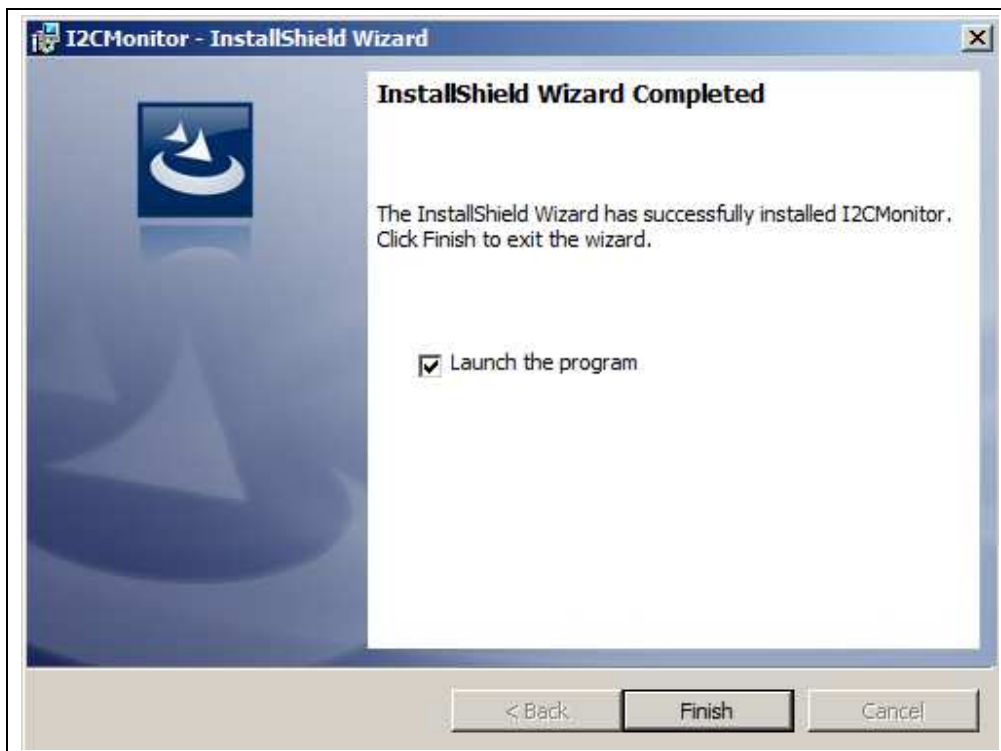 I2CMonitor - InstallShield Wizard
InstallShield Wizard Completed
The InstallShield Wizard has successfully installed I2CMonitor.
Click Finish to exit the wizard.
Launch the program
< Back
Finish
Cancel